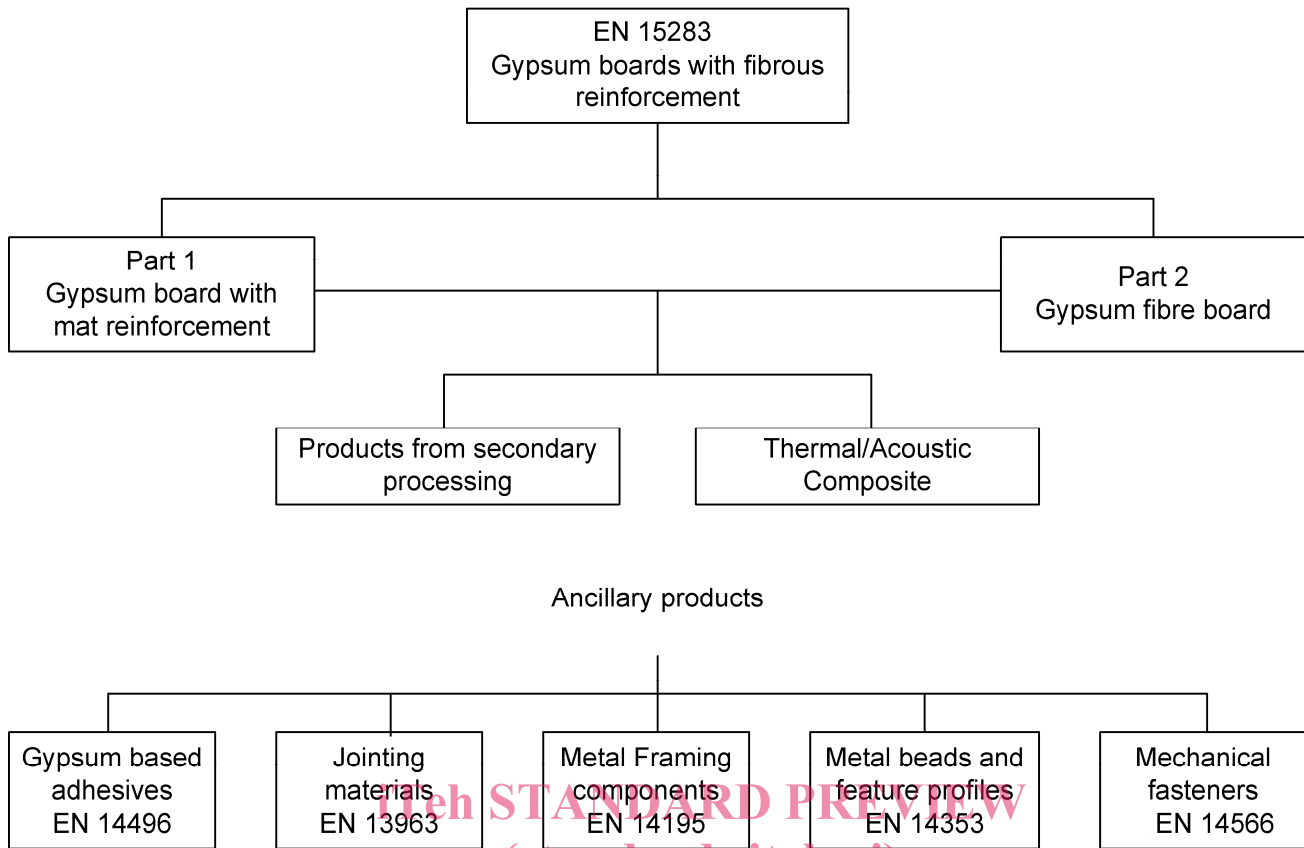 EN 15283
Gypsum boards with fibrous
reinforcement
Part 1
Gypsum board with
mat reinforcement
Part 2
Gypsum fibre board
Products from secondary
processing
Thermal/Acoustic
Composite
Ancillary products
Gypsum based
adhesives
EN 14496
Jointing
materials
EN 13963
Metal Framing
components
EN 14195
Metal beads and
feature profiles
EN 14353
Mechanical
fasteners
EN 14566
iTeh STANDARD PREVIEW